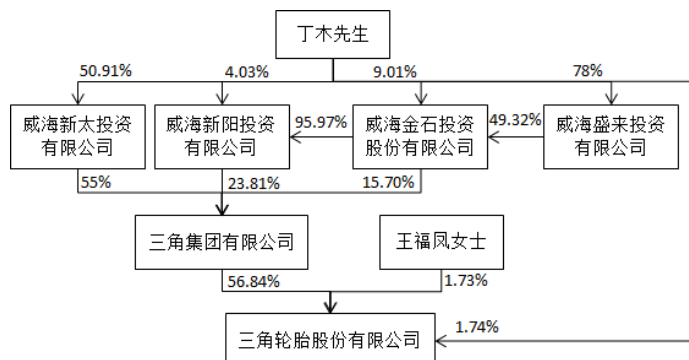 丁木先生
50.91%
4.03%
9.01%
78%
威海新太投资
有限公司
威海新阳投资
有限公司
95.97%
威海金石投资
股份有限公司
49.32%
威海盛来投资
有限公司
55%
23.81%
15.70%
三角集团有限公司
王福凤女士
56.84%
1.73%
三角轮胎股份有限公司
1.74%